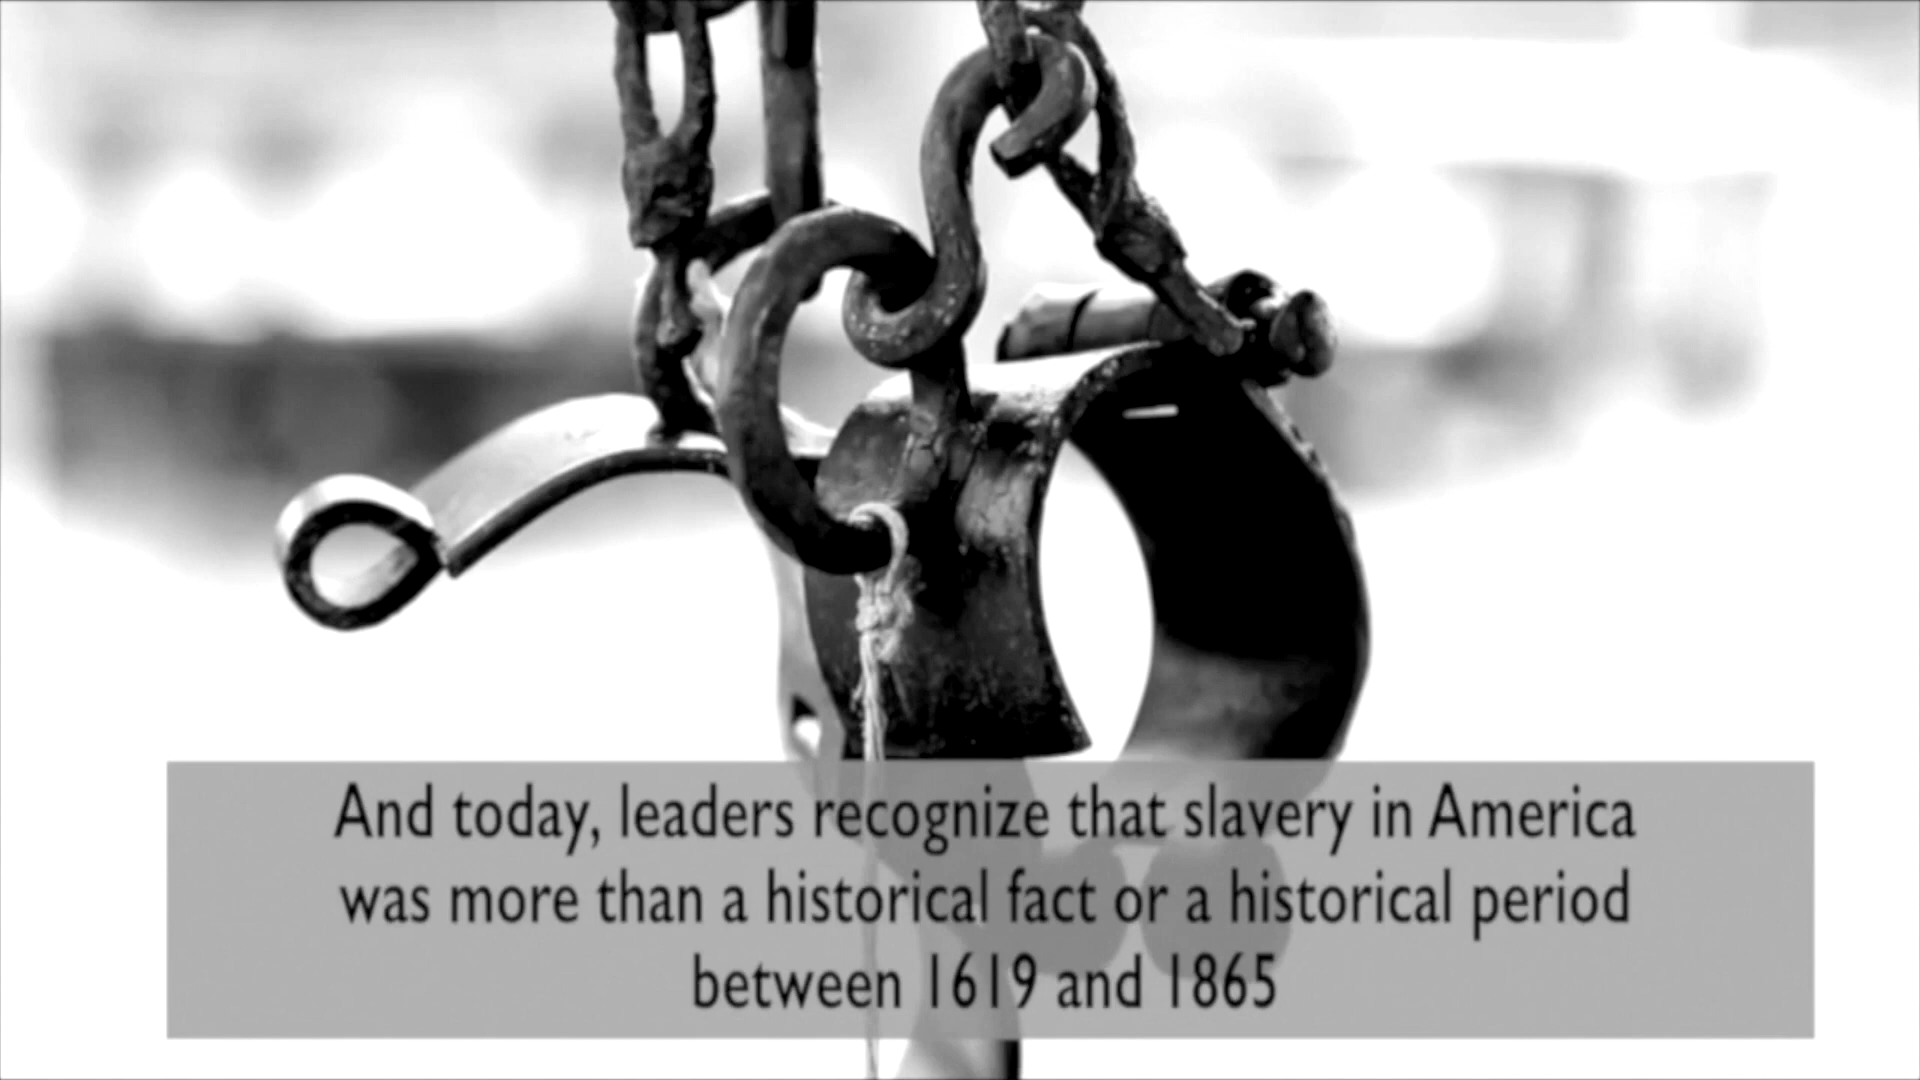 And today, leaders recognize that slavery in America
was more than a historical fact or a historical period
between 1619 and 1865